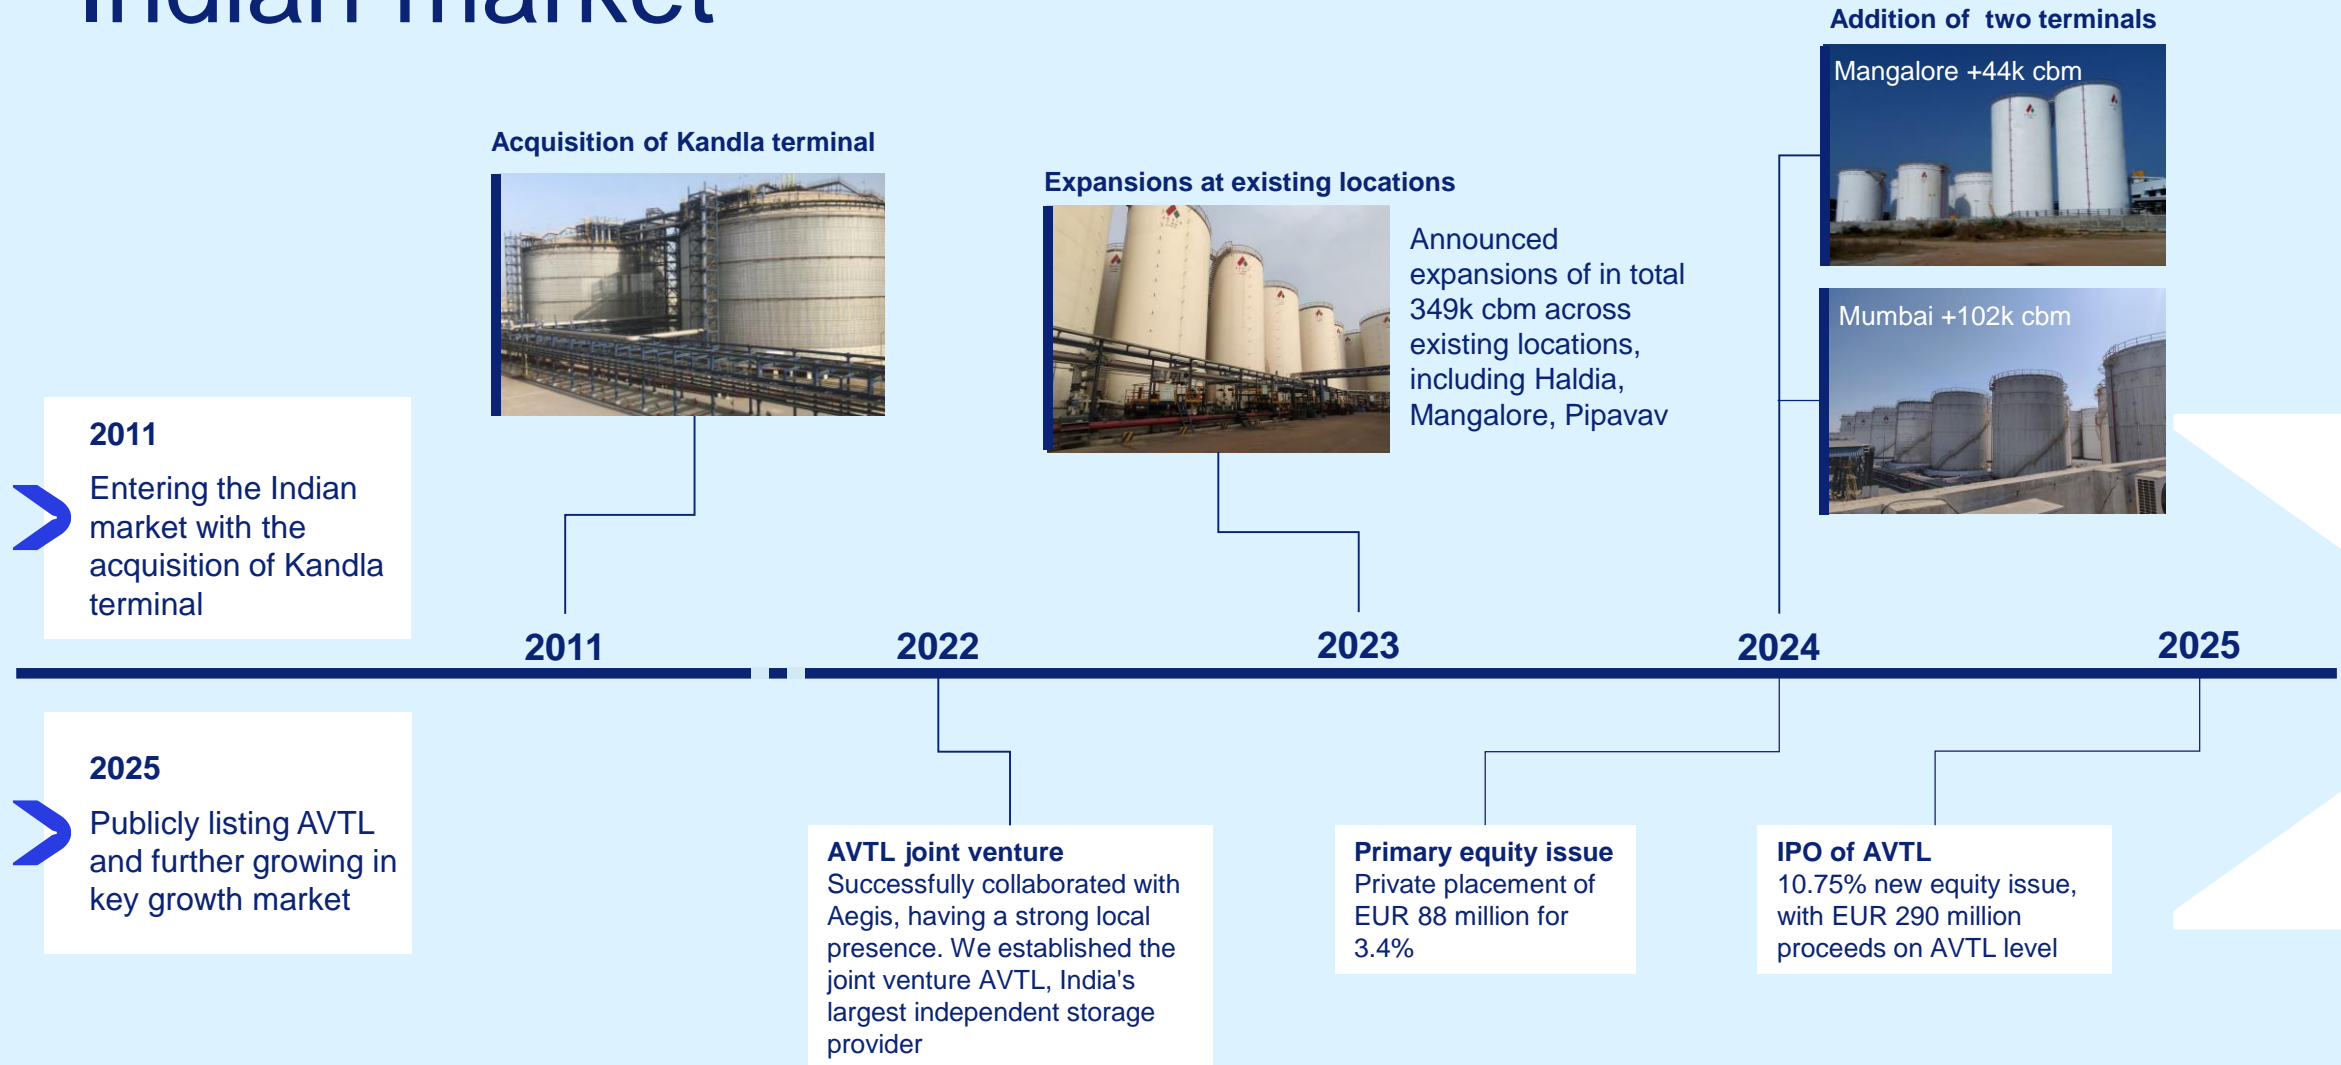 Indian market
Addition of two terminals
Mangalore +44k cbm
Mumbai +102k cbm
Acquisition of Kandla terminal
Expansions at existing locations
Announced
expansions of in total
349k cbm across
existing locations,
including Haldia,
Mangalore, Pipavav
2011
Entering the Indian
market with the
acquisition of Kandla
terminal
2011
2022
2023
2024
2025
2025
Publicly listing AVTL
and further growing in
key growth market
AVTL joint venture
Successfully collaborated with
Aegis, having a strong local
presence. We established the
joint venture AVTL, India's
largest independent storage
provider
Primary equity issue
Private placement of
EUR 88 million for
3.4%
IPO of AVTL
10.75% new equity issue,
with EUR 290 million
proceeds on AVTL level